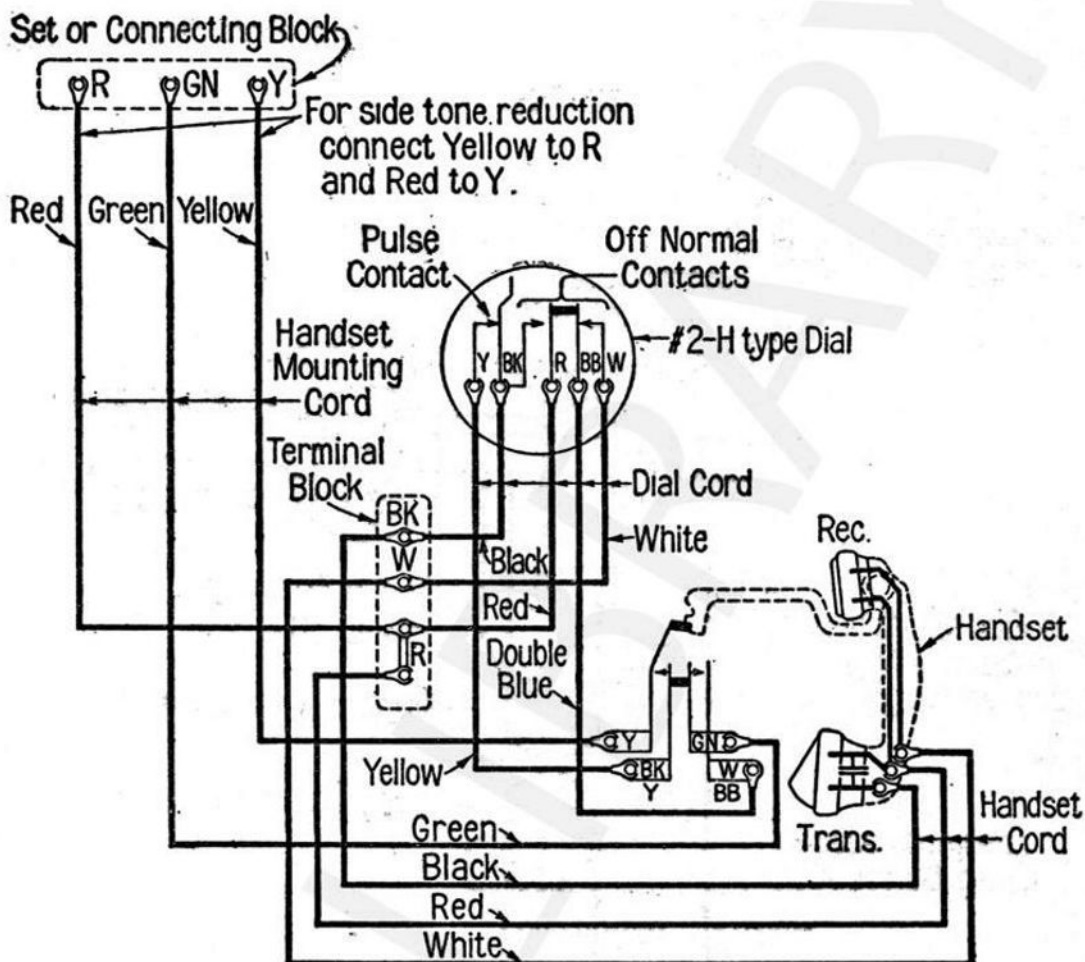 Set or Connecting Block
R GN Y
For side tone reduction
connect Yellow to R
and Red to Y.
Red Green Yellow
Pulse
Contact
Off Normal
Contacts
#2-H type Dial
Y BK R BB W
Handset
Mounting
Cord
Terminal
Block
Dial Cord
BK
W
R
Black
White
Red
Double
Blue
Yellow
Rec.
Handset
Y GN
BK W
Y BB
Trans.
Handset
Cord
Green
Black
Red
White
LIBRARY